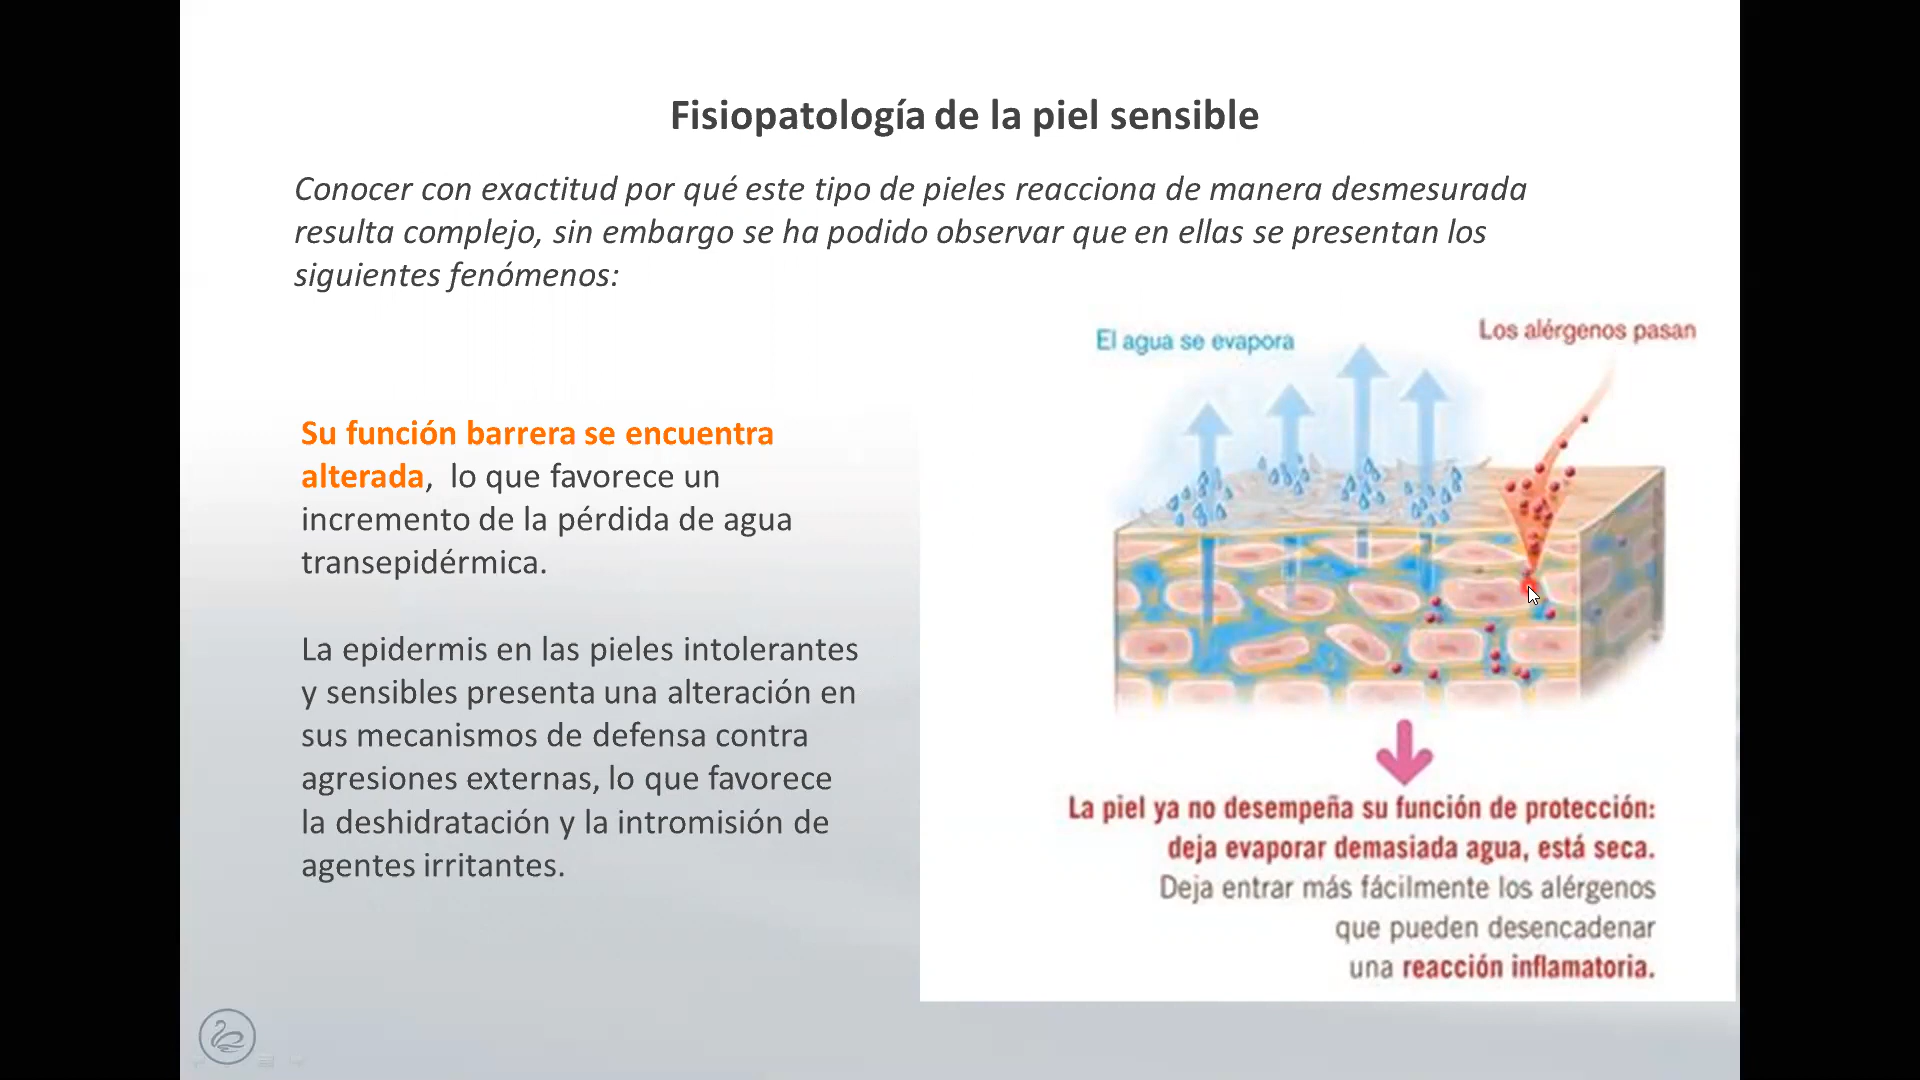 Fisiopatología de la piel sensible
Conocer con exactitud por qué este tipo de pieles reacciona de manera desmesurada
resulta complejo, sin embargo se ha podido observar que en ellas se presentan los
siguientes fenómenos:
Su función barrera se encuentra
alterada, lo que favorece un
incremento de la pérdida de agua
transepidérmica.
La epidermis en las pieles intolerantes
y sensibles presenta una alteración en
sus mecanismos de defensa contra
agresiones externas, lo que favorece
la deshidratación y la intromisión de
agentes irritantes.
El agua se evapora
Los alérgenos pasan
La piel ya no desempeña su función de protección:
deja evaporar demasiada agua, está seca.
Deja entrar más fácilmente los alérgenos
que pueden desencadenar
una reacción inflamatoria.